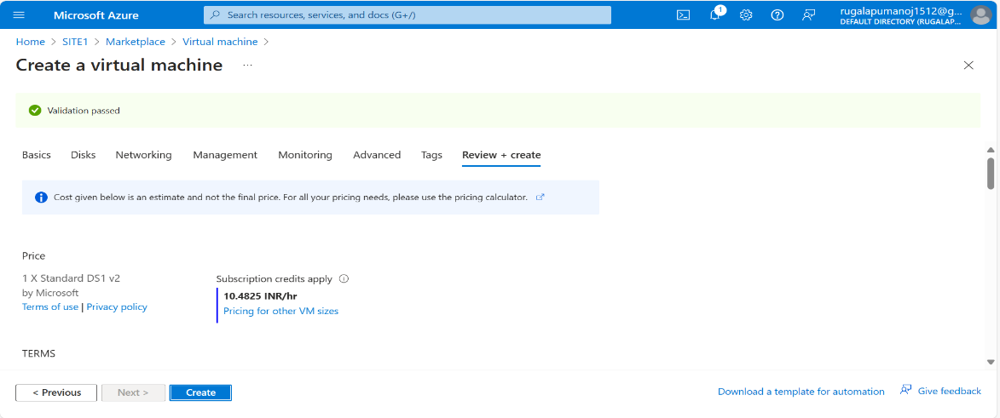 Microsoft Azure
Search resources, services, and docs (G+/)
1
rugalapumanoj1512@g...
DEFAULT DIRECTORY (RUGALAP...
Home > SITE1 > Marketplace > Virtual machine >
Create a virtual machine ...
Validation passed
Basics Disks Networking Management Monitoring Advanced Tags Review + create
Cost given below is an estimate and not the final price. For all your pricing needs, please use the pricing calculator.
Price
1 X Standard DS1 v2
by Microsoft
Terms of use | Privacy policy
Subscription credits apply
10.4825 INR/hr
Pricing for other VM sizes
TERMS
< Previous Next > Create Download a template for automation Give feedback